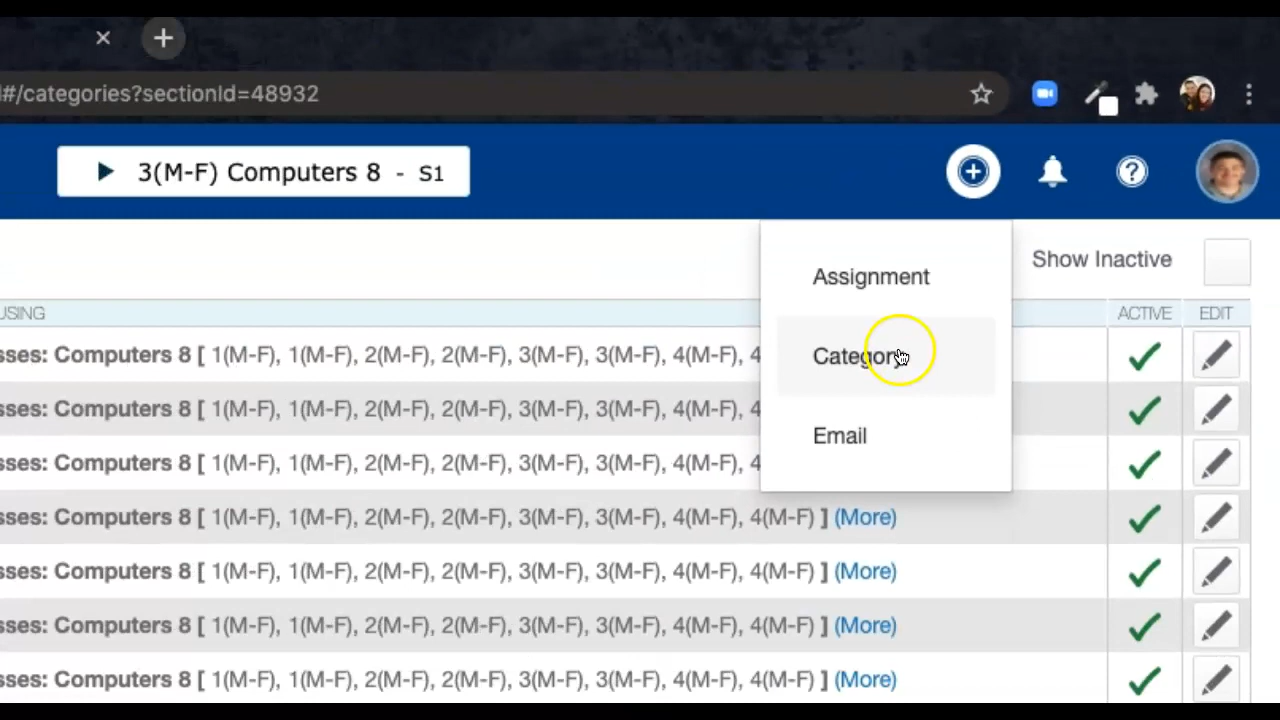 #/categories?sectionId=48932
3(M-F) Computers 8 - S1
Assignment
Show Inactive
USING
ACTIVE EDIT
sses: Computers 8 [ 1(M-F), 1(M-F), 2(M-F), 2(M-F), 3(M-F), 3(M-F), 4(M-F), 4
Category
sses: Computers 8 [ 1(M-F), 1(M-F), 2(M-F), 2(M-F), 3(M-F), 3(M-F), 4(M-F), 4
Email
sses: Computers 8 [ 1(M-F), 1(M-F), 2(M-F), 2(M-F), 3(M-F), 3(M-F), 4(M-F), 4
sses: Computers 8 [ 1(M-F), 1(M-F), 2(M-F), 2(M-F), 3(M-F), 3(M-F), 4(M-F), 4(M-F) ] (More)
sses: Computers 8 [ 1(M-F), 1(M-F), 2(M-F), 2(M-F), 3(M-F), 3(M-F), 4(M-F), 4(M-F) ] (More)
sses: Computers 8 [ 1(M-F), 1(M-F), 2(M-F), 2(M-F), 3(M-F), 3(M-F), 4(M-F), 4(M-F) ] (More)
sses: Computers 8 [ 1(M-F), 1(M-F), 2(M-F), 2(M-F), 3(M-F), 3(M-F), 4(M-F), 4(M-F) ] (More)